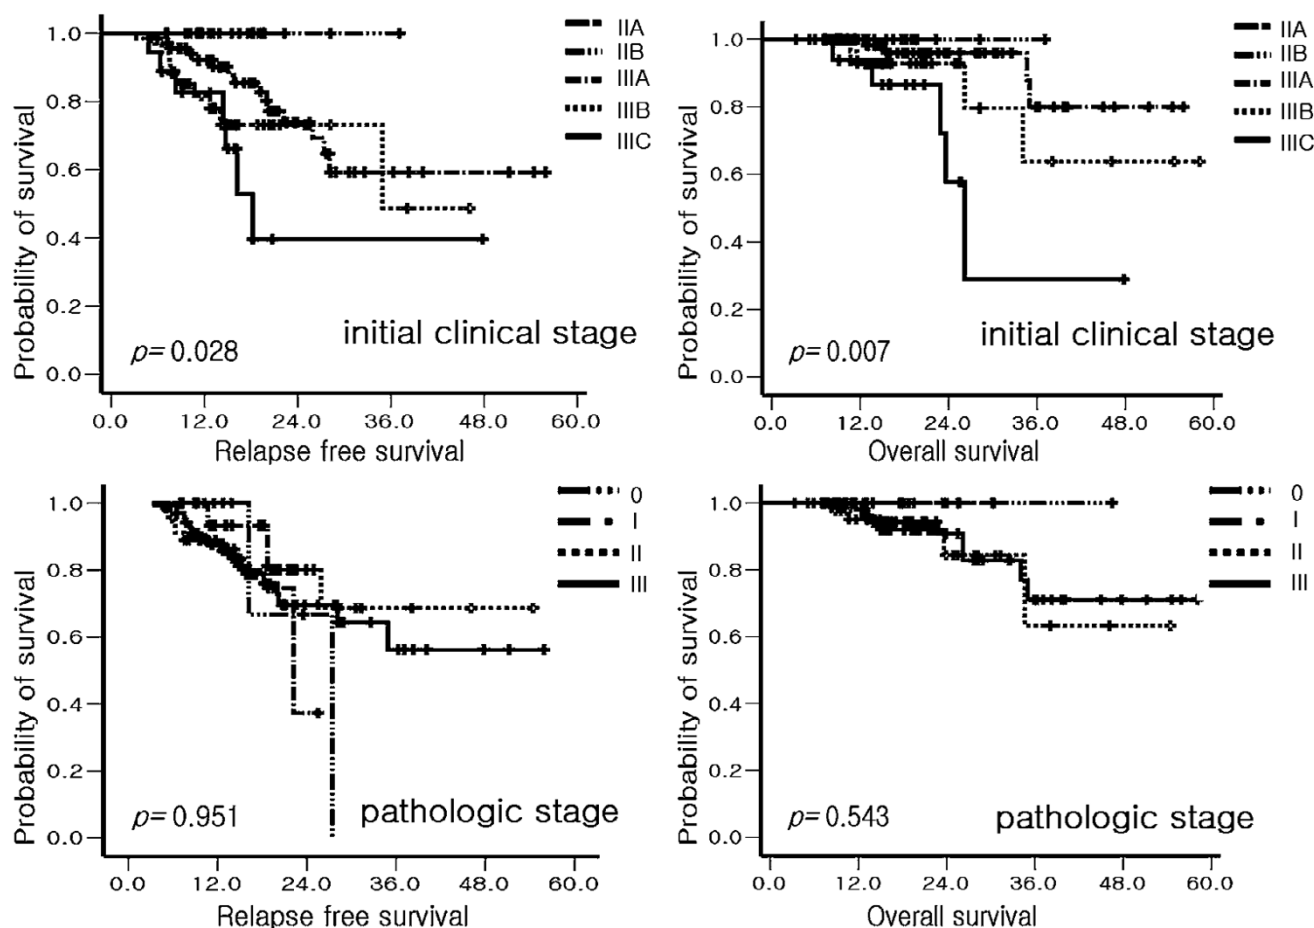 Probability of survival
1.0
0.8
0.6
0.4
0.2
0.0
IIA
IIB
IIIA
IIIB
IIIC
p= 0.028
initial clinical stage
0.0 12.0 24.0 36.0 48.0 60.0
Relapse free survival
Probability of survival
1.0
0.8
0.6
0.4
0.2
0.0
IIA
IIB
IIIA
IIIB
IIIC
p= 0.007
initial clinical stage
0.0 12.0 24.0 36.0 48.0 60.0
Overall survival
Probability of survival
1.0
0.8
0.6
0.4
0.2
0.0
0
I
II
III
p= 0.951
pathologic stage
0.0 12.0 24.0 36.0 48.0 60.0
Relapse free survival
Probability of survival
1.0
0.8
0.6
0.4
0.2
0.0
0
I
II
III
p= 0.543
pathologic stage
0.0 12.0 24.0 36.0 48.0 60.0
Overall survival